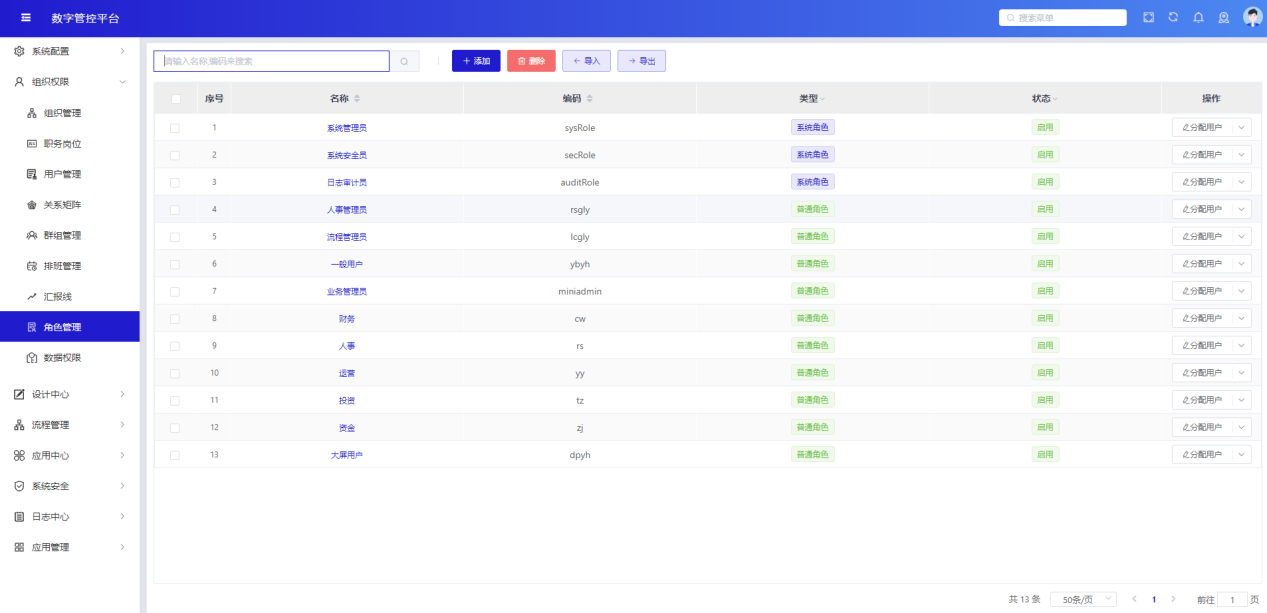 数字管控平台
搜索菜单
系统配置
组织权限
组织管理
职务岗位
用户管理
关系矩阵
群组管理
排班管理
汇报线
角色管理
数据权限
设计中心
流程管理
应用中心
系统安全
日志中心
应用管理
请输入名称,编码来搜索
添加 删除 导入 导出
序号 名称 编码 类型 状态 操作
1 系统管理员 sysRole 系统角色 启用 分配用户
2 系统安全员 secRole 系统角色 启用 分配用户
3 日志审计员 auditRole 系统角色 启用 分配用户
4 人事管理员 rsgly 普通角色 启用 分配用户
5 流程管理员 lcgly 普通角色 启用 分配用户
6 一般用户 ybyh 普通角色 启用 分配用户
7 业务管理员 miniadmin 普通角色 启用 分配用户
8 财务 cw 普通角色 启用 分配用户
9 人事 rs 普通角色 启用 分配用户
10 运营 yy 普通角色 启用 分配用户
11 投资 tz 普通角色 启用 分配用户
12 资金 zj 普通角色 启用 分配用户
13 大屏用户 dpyh 普通角色 启用 分配用户
共 13 条 50条/页 1 前往 1 页